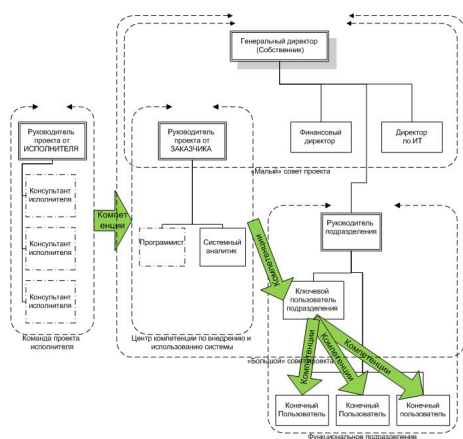 Генеральный директор
(Собственник)
Руководитель
проекта от
ИСПОЛНИТЕЛЯ
Руководитель
проекта от
ЗАКАЗЧИКА
Финансовый
директор
Директор
по ИТ
«Малый» совет проекта
Консультант
исполнителя
Консультант
исполнителя
Консультант
исполнителя
Компет
енции
Программист
Системный
аналитик
Компетенции
Руководитель
подразделения
Ключевой
пользователь
подразделения
Команда проекта
исполнителя
Центр компетенции по внедрению и
использованию системы
«Большой» совет проекта
Компетенции
Компетенции
Компетенции
Конечный
Пользователь
Конечный
Пользователь
Конечный
пользователь
Функциональное подразделение